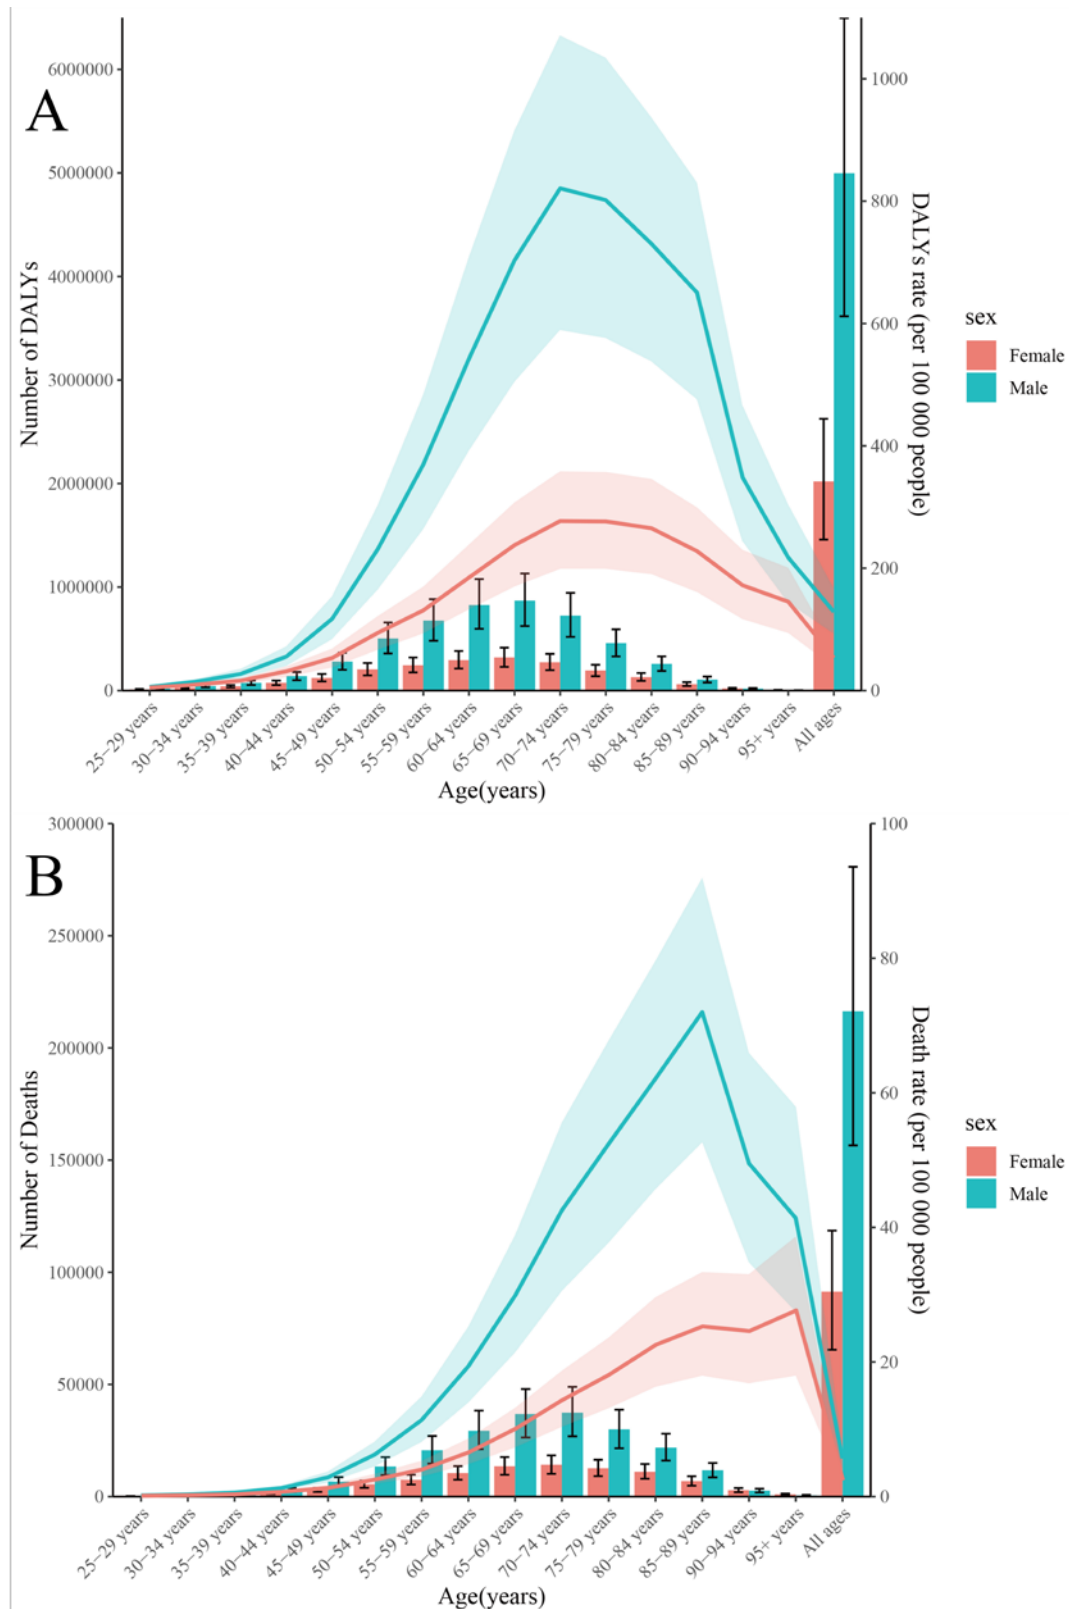 A
6000000
5000000
4000000
3000000
2000000
1000000
0
Number of DALYs
1000
800
600
400
200
0
DALYs rate (per 100 000 people)
sex
Female
Male
25–29 years
30–34 years
35–39 years
40–44 years
45–49 years
50–54 years
55–59 years
60–64 years
65–69 years
70–74 years
75–79 years
80–84 years
85–89 years
90–94 years
95+ years
All ages
Age(years)
B
300000
250000
200000
150000
100000
50000
0
Number of Deaths
100
80
60
40
20
0
Death rate (per 100 000 people)
sex
Female
Male
25–29 years
30–34 years
35–39 years
40–44 years
45–49 years
50–54 years
55–59 years
60–64 years
65–69 years
70–74 years
75–79 years
80–84 years
85–89 years
90–94 years
95+ years
All ages
Age(years)